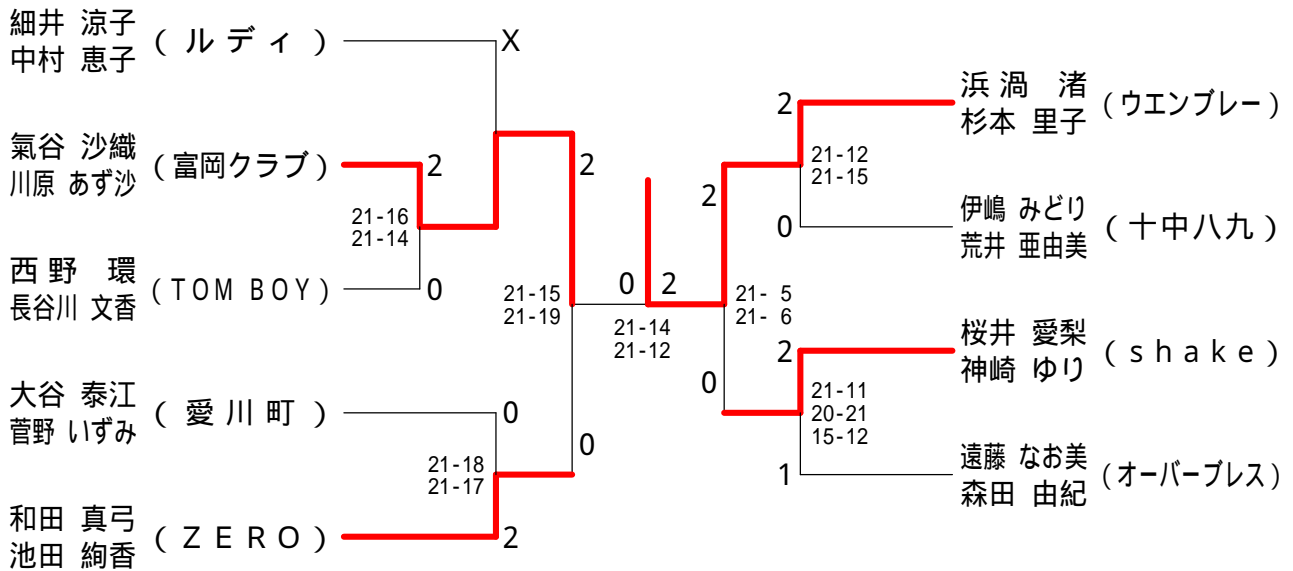 細井 涼子
中村 恵子
(ルディ)
X
氣谷 沙織
川原 あず沙
(富岡クラブ)
2
21-16
21-14
西野 環
長谷川 文香
(TOM BOY)
0
2
21-15
21-19
大谷 泰江
菅野 いずみ
(愛川町)
0
21-18
21-17
0
和田 真弓
池田 絢香
(ZERO)
2
0 2
21-14
21-12
浜渦 渚
杉本 里子
(ウエンブレー)
2
21-12
21-15
2
伊嶋 みどり
荒井 亜由美
(十中八九)
0
21- 5
21- 6
桜井 愛梨
神崎 ゆり
(shake)
2
0
21-11
20-21
15-12
遠藤 なお美
森田 由紀
(オーバーブレス)
1